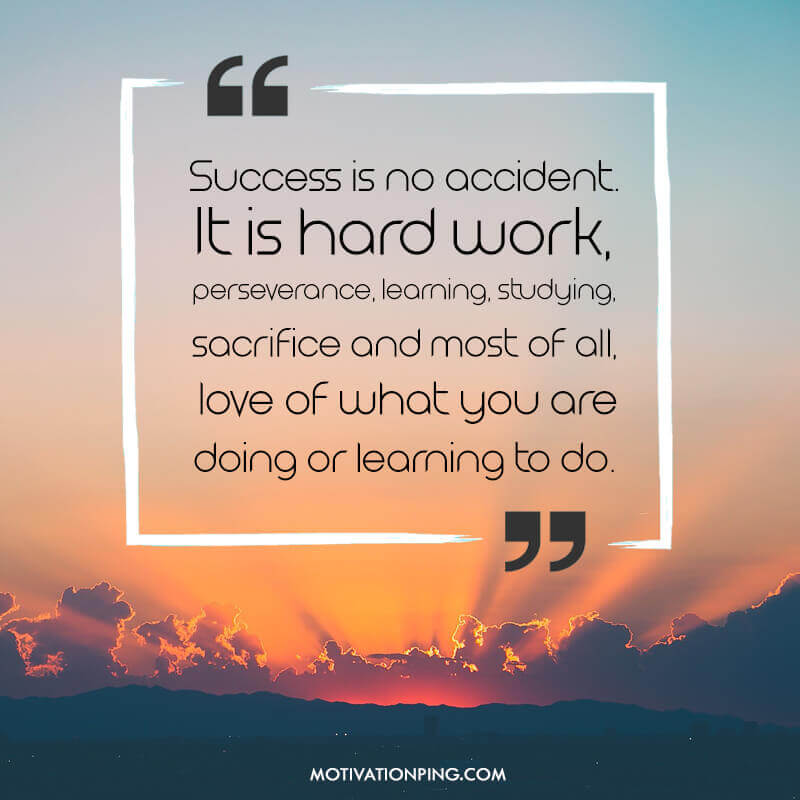 Success is no accident.
It is hard work,
perseverance, learning, studying,
sacrifice and most of all,
love of what you are
doing or learning to do.
MOTIVATIONPING.COM